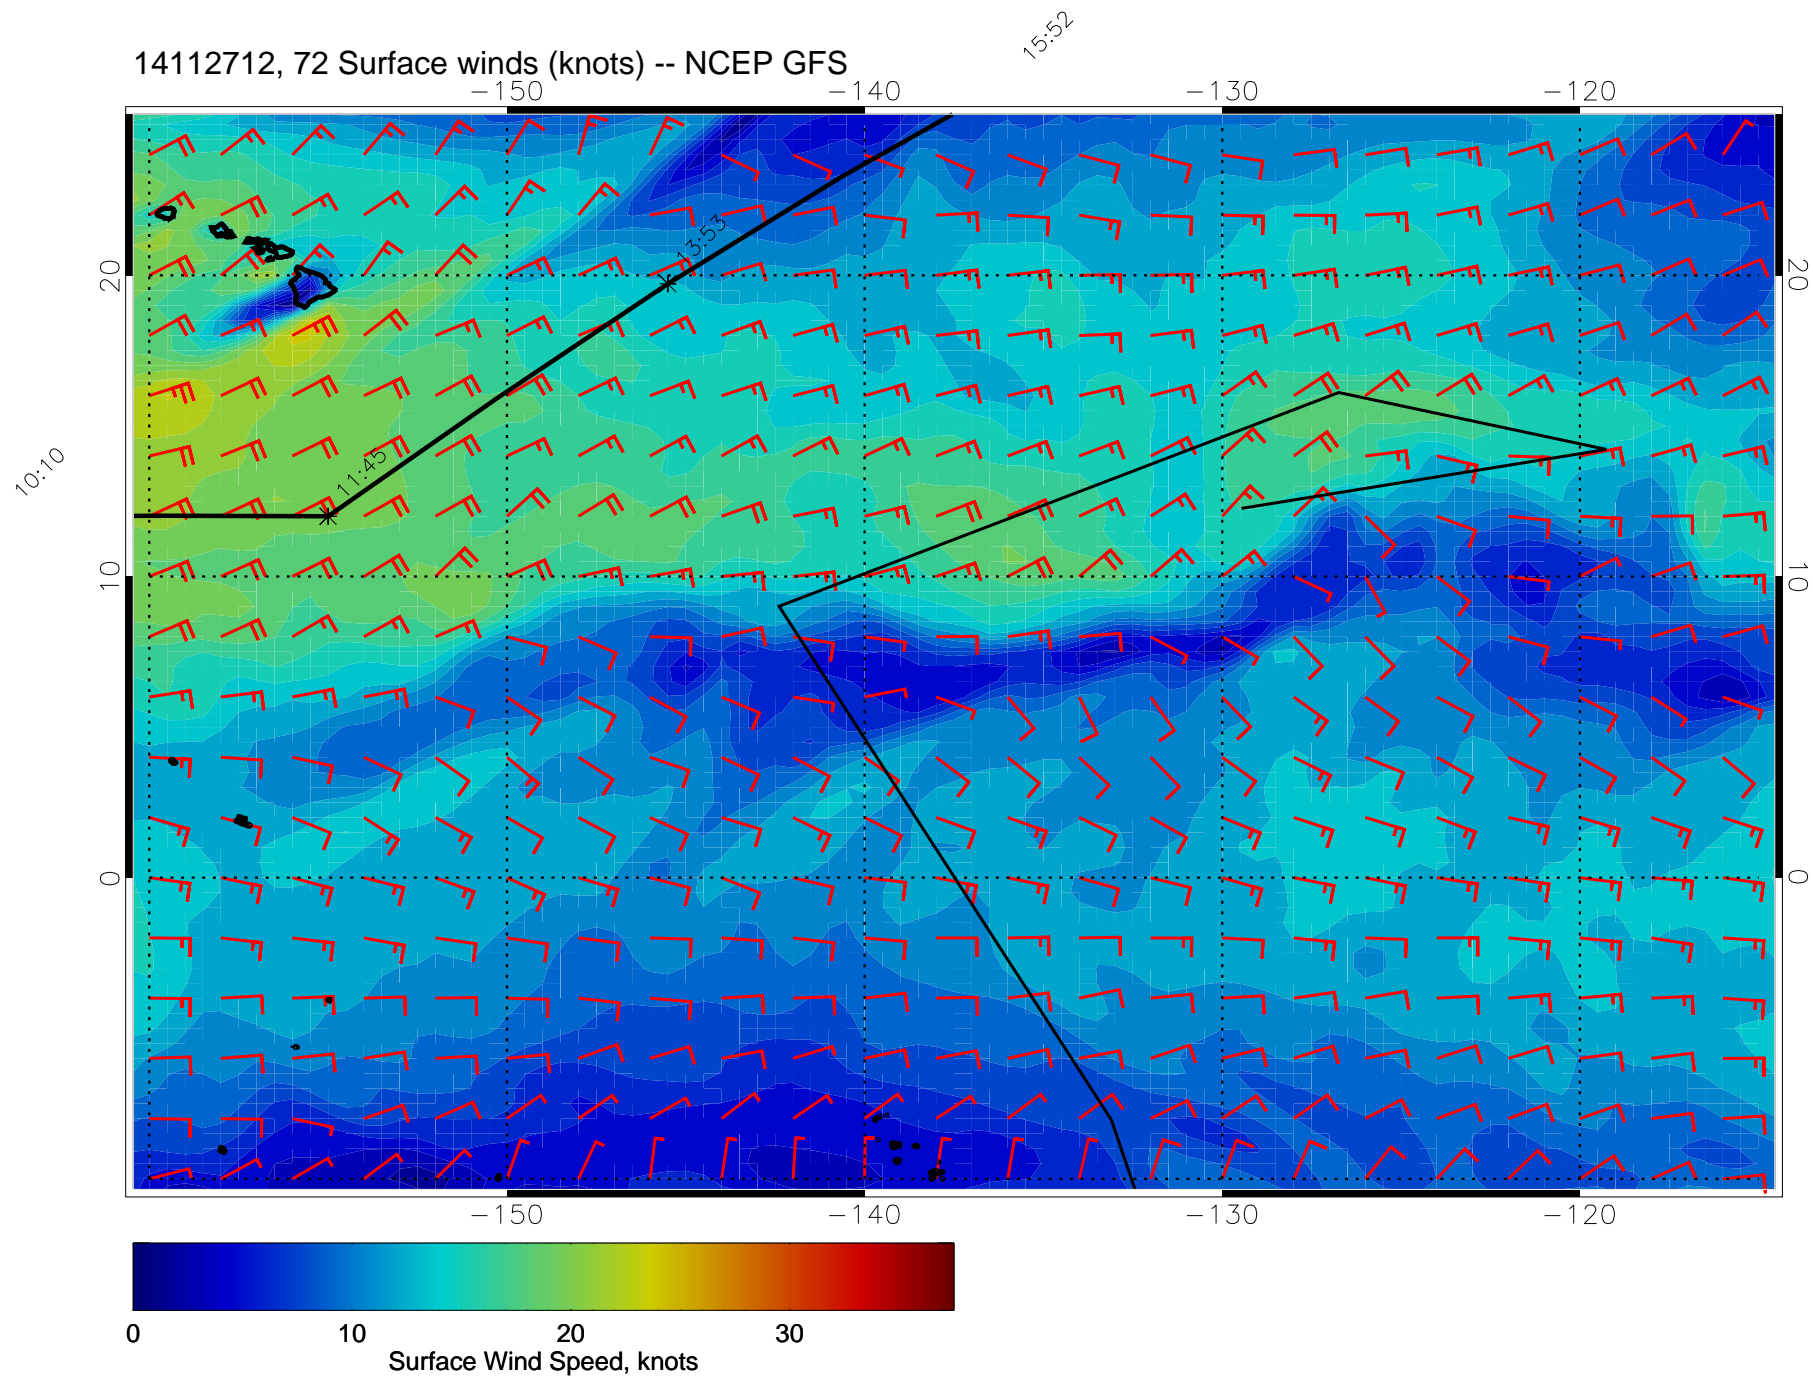 15:52
14112712, 72 Surface winds (knots) -- NCEP GFS
-150 -140 -130 -120
13:53
20 20
11:45
10:10
10 10
0 0
-150 -140 -130 -120
0 10 20 30
Surface Wind Speed, knots